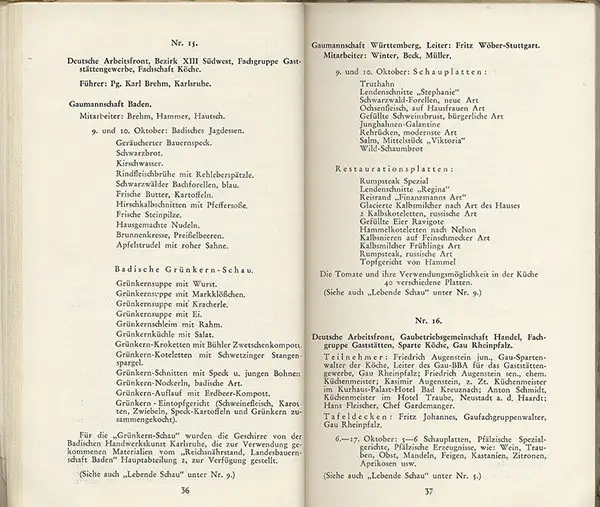 Nr. 15.
Deutsche Arbeitsfront, Bezirk XIII Südwest, Fachgruppe Gast-
stättengewerbe, Fachschaft Köche.
Führer: Pg. Karl Brehm, Karlsruhe.
Gaumannschaft Baden.
Mitarbeiter: Brehm, Hammer, Hautsch.
9. und 10. Oktober: Badisches Jagdessen.
Geräucherter Bauernspeck.
Schwarzbrot.
Kirschwasser.
Rindfleischbrühe mit Rehleberspätzle.
Schwarzwälder Bachforellen, blau.
Frische Butter, Kartoffeln.
Hirschkalbschnitten mit Pfeffersoße.
Frische Steinpilze.
Hausgemachte Nudeln.
Brunnenkresse, Preißelbeeren.
Apfelstrudel mit roher Sahne.
Badische Grünkern-Schau.
Grünkernsuppe mit Wurst.
Grünkernsuppe mit Markklößchen.
Grünkernsuppe mit Kracherle.
Grünkernsuppe mit Ei.
Grünkernschleim mit Rahm.
Grünkernküchle mit Salat.
Grünkern-Kroketten mit Bühler Zwetschenkompott.
Grünkern-Koteletten mit Schwetzinger Stangen-
spargel.
Grünkern-Schnitten mit Speck u. jungen Bohnen
Grünkern-Nockerln, badische Art.
Grünkern-Auflauf mit Erdbeer-Kompott.
Grünkern-Eintopfgericht (Schweinefleisch, Karot-
ten, Zwiebeln, Speck-Kartoffeln und Grünkern zu-
sammengekocht).
Für die „Grünkern-Schau" wurden die Geschirre von der
Badischen Handwerkskunst Karlsruhe, die zur Verwendung ge-
kommenen Materialien vom „Reichsnährstand, Landesbauern-
schaft Baden" Hauptabteilung 2, zur Verfügung gestellt.
(Siehe auch „Lebende Schau" unter Nr. 9.)
36
Gaumannschaft Württemberg, Leiter: Fritz Wöber-Stuttgart.
Mitarbeiter: Winter, Beck, Müller,
9. und 10. Oktober: Schauplatten:
Truthahn
Lendenschnitte „Stephanie"
Schwarzwald-Forellen, neue Art
Ochsenfleisch, auf Hausfrauen Art
Gefüllte Schweinsbrust, bürgerliche Art
Junghahnen-Galantine
Rehrücken, modernste Art
Salm, Mittelstück „Viktoria"
Wild-Schaumbrot
Restaurationsplatten:
Rumpsteak Spezial
Lendenschnitte „Regina"
Reisrand „Finanzmanns Art"
Glacierte Kalbsmilcher nach Art des Hauses
2 Kalbskoteletten, russische Art
Gefüllte Eier Ravigote
Hammelkoteletten nach Nelson
Kalbsnieren auf Feinschmecker Art
Kalbsmilcher Frühlings Art
Rumpsteak, russische Art
Topfgericht von Hammel
Die Tomate und ihre Verwendungsmöglichkeit in der Küche
40 verschiedene Platten.
(Siehe auch „Lebende Schau" unter Nr. 9.)
Nr. 16.
Deutsche Arbeitsfront, Gaubetriebsgemeinschaft Handel, Fach-
gruppe Gaststätten, Sparte Köche, Gau Rheinpfalz.
Teilnehmer: Friedrich Augenstein jun., Gau-Sparten-
walter der Köche, Leiter des Gau-BBA für das Gaststätten-
gewerbe, Gau Rheinpfalz; Friedrich Augenstein sen., chem.
Küchenmeister; Kasimir Augenstein, z. Zt. Küchenmeister
im Kurhaus-Palast-Hotel Bad Kreuznach; Anton Schmidt,
Küchenmeister im Hotel Traube, Neustadt a. d. Haardt;
Hans Fleischer, Chef Gardemanger.
Tafeldecken: Fritz Johannes, Gaufachgruppenwalter,
Gau Rheinpfalz.
6.—17. Oktober: 5—6 Schauplatten, Pfälzische Spezial-
gerichte, Pfälzische Erzeugnisse, wie: Wein, Trau-
ben, Obst, Mandeln, Feigen, Kastanien, Zitronen,
Aprikosen usw.
(Siehe auch „Lebende Schau" unter Nr. 5.)
37